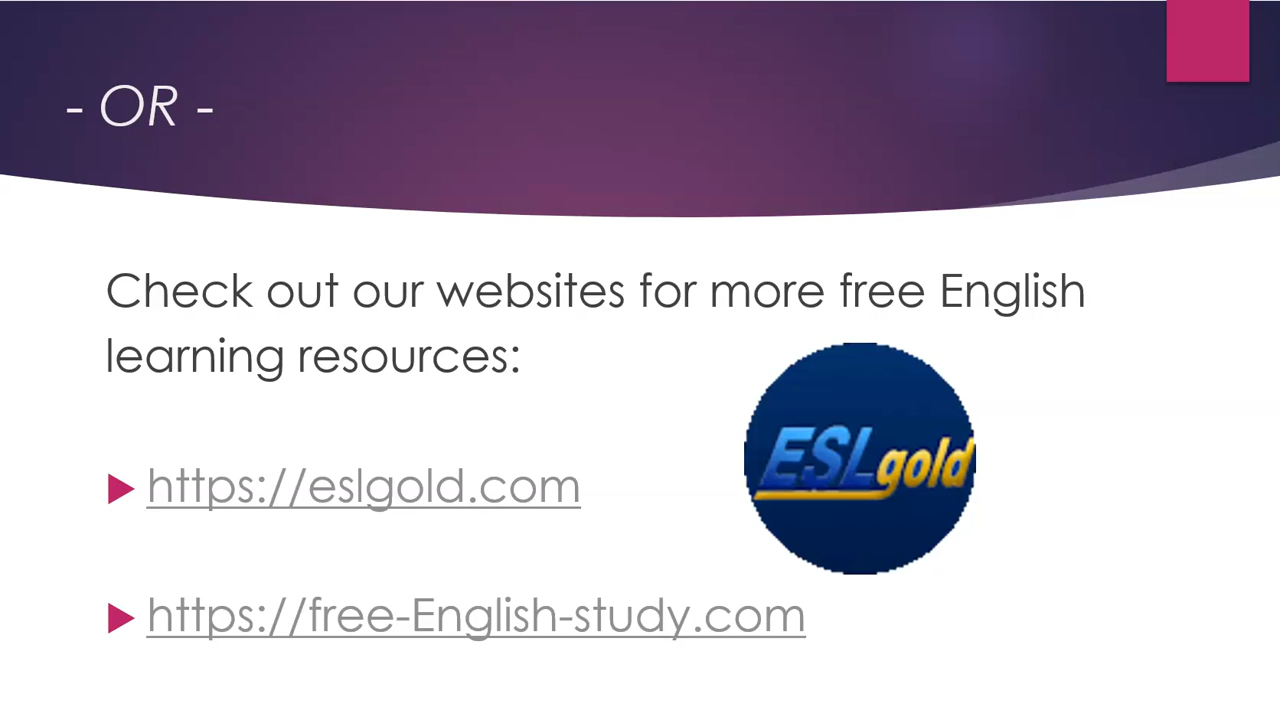 - OR -
Check out our websites for more free English
learning resources:
ESLgold
https://eslgold.com
https://free-English-study.com